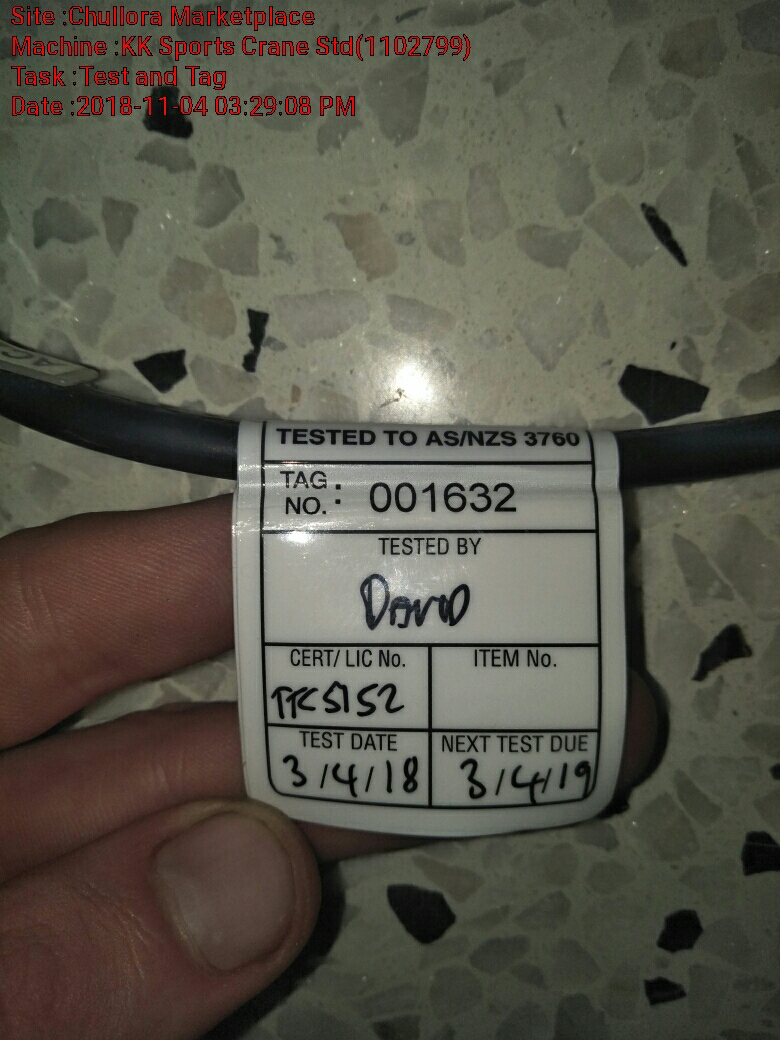 Site :Chullora Marketplace
Machine :KK Sports Crane Std(1102799)
Task :Test and Tag
Date :2018-11-04 03:29:08 PM
TESTED TO AS/NZS 3760
TAG NO. : 001632
TESTED BY
DAVID
CERT/ LIC No.
ITEM No.
TTC5152
TEST DATE
NEXT TEST DUE
3/4/18
3/4/19